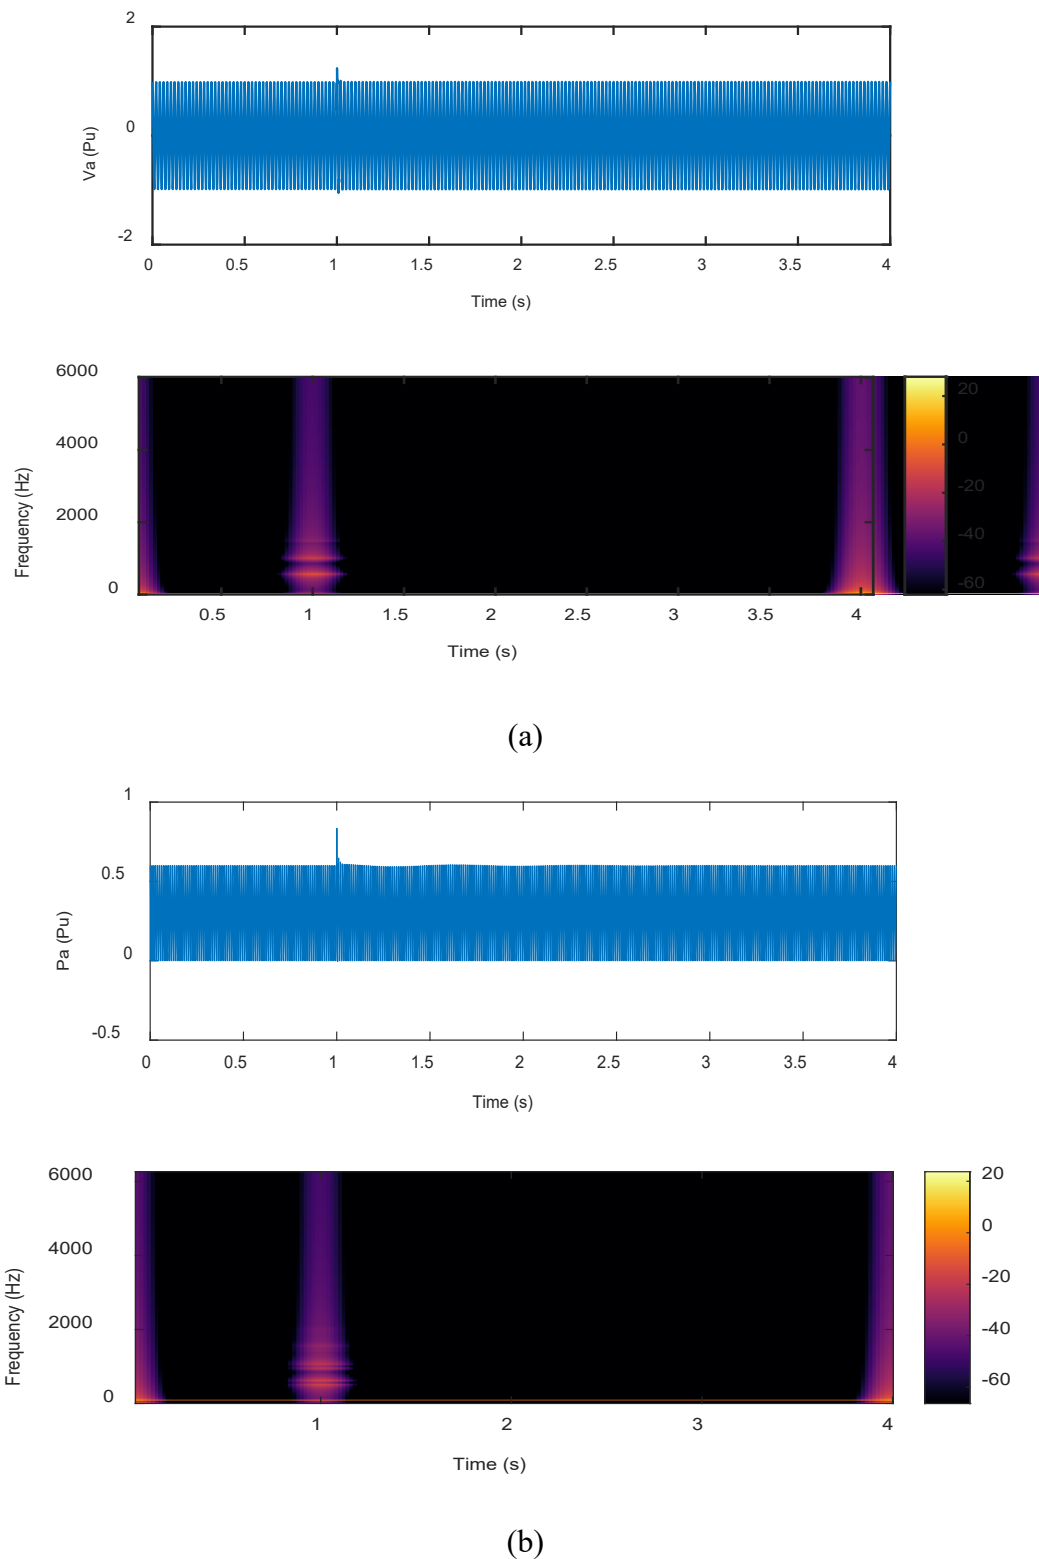 2
0
-2
Va (Pu)
0 0.5 1 1.5 2 2.5 3 3.5 4
Time (s)
6000
4000
2000
0
Frequency (Hz)
20
0
-20
-40
-60
0.5 1 1.5 2 2.5 3 3.5 4
Time (s)
(a)
1
0.5
0
-0.5
Pa (Pu)
0 0.5 1 1.5 2 2.5 3 3.5 4
Time (s)
6000
4000
2000
0
Frequency (Hz)
20
0
-20
-40
-60
1 2 3 4
Time (s)
(b)